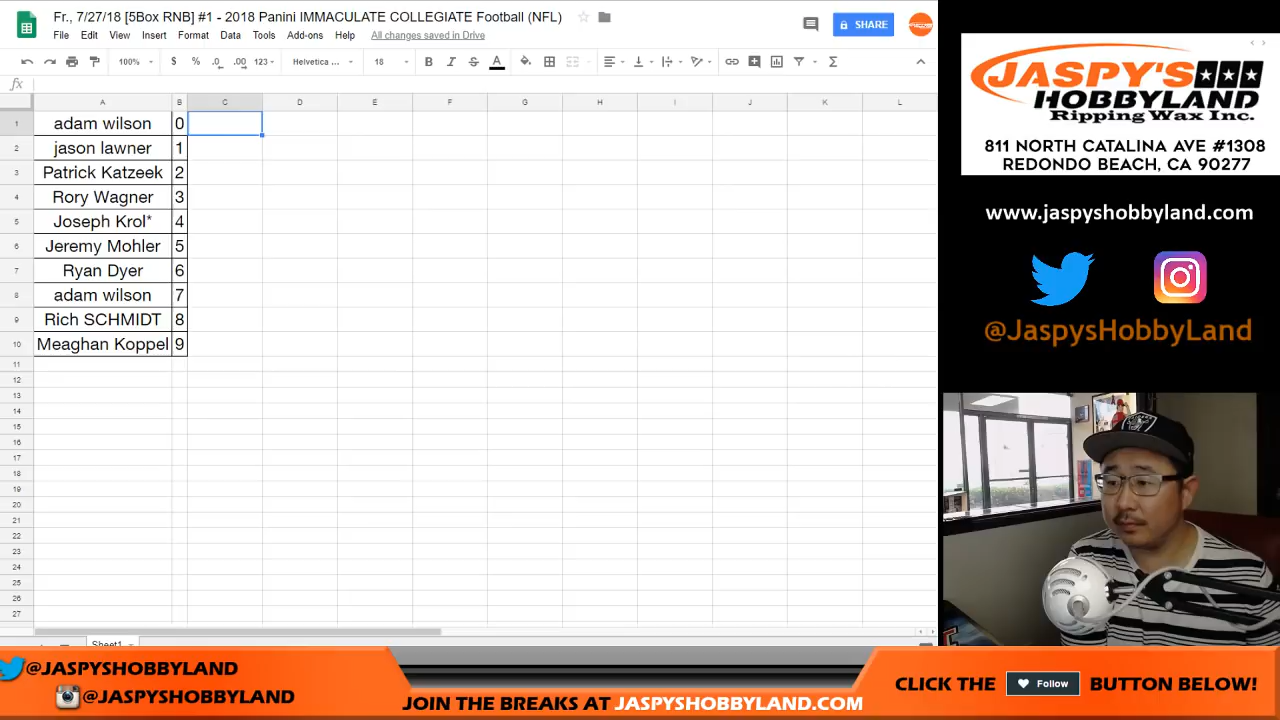 Fr., 7/27/18 [5Box RNB] #1 - 2018 Panini IMMACULATE COLLEGIATE Football (NFL)
File Edit View Insert Format Data Tools Add-ons Help All changes saved in Drive
SHARE
100% $ % .0 .00 123 Helvetica ... 18 B I S A
fx
A B C D E F G H I J K L
1 adam wilson 0
2 jason lawner 1
3 Patrick Katzeek 2
4 Rory Wagner 3
5 Joseph Krol* 4
6 Jeremy Mohler 5
7 Ryan Dyer 6
8 adam wilson 7
9 Rich SCHMIDT 8
10 Meaghan Koppel 9
11
12
13
14
15
16
17
18
19
20
21
22
23
24
25
26
27
Sheet1
JASPY'S
HOBBYLAND
Ripping Wax Inc.
811 NORTH CATALINA AVE #1308
REDONDO BEACH, CA 90277
www.jaspyshobbyland.com
@JaspysHobbyLand
@JASPYSHOBBYLAND
@JASPYSHOBBYLAND
JOIN THE BREAKS AT JASPYSHOBBYLAND.COM
CLICK THE Follow BUTTON BELOW!